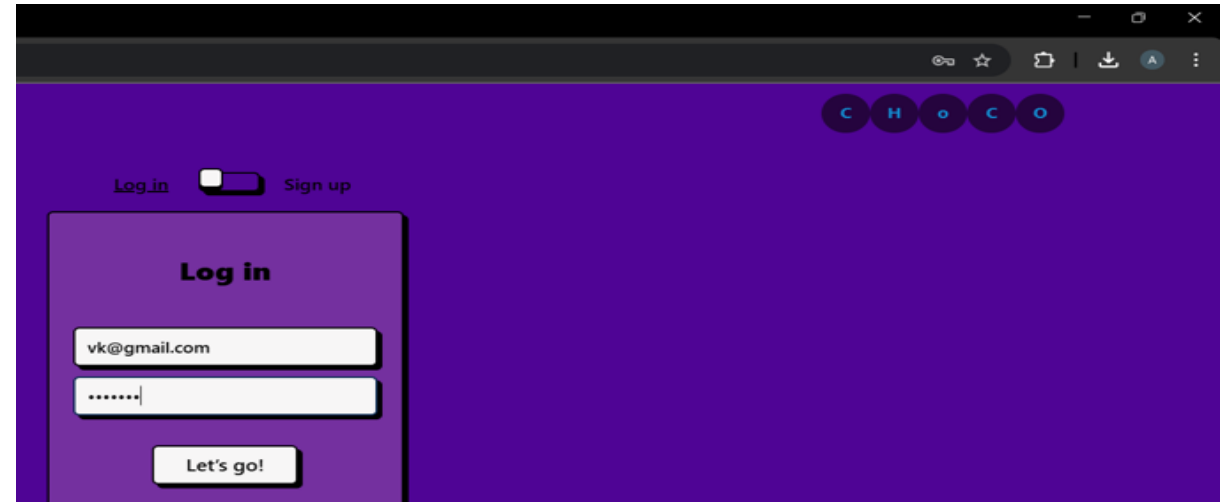 A
C H o C O
Log in Sign up
Log in
vk@gmail.com
•••••••
Let's go!